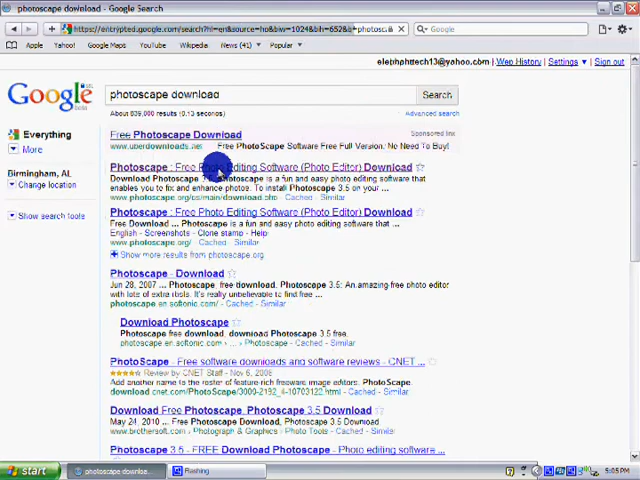 photoscape download - Google Search
https://encrypted.google.com/search?hl=en&source=hp&biw=1024&bih=652&
Google
Apple Yahoo! Google Maps YouTube Wikipedia News (41) Popular
elephphttech13@yahoo.com | Web History | Settings | Sign out
Google
photoscape download
Search
About 839,000 results (0.13 seconds)
Advanced search
Everything
More
Birmingham, AL
Change location
Show search tools
Free Photoscape Download
Sponsored link
www.uberdownloads.net Free PhotoScape Software Free Full Version. No Need To Buy!
Photoscape : Free Photo Editing Software (Photo Editor) Download
Download Photoscape 3.5 Photoscape is a fun and easy photo editing software that
enables you to fix and enhance photos. To install Photoscape 3.5 on your ...
www.photoscape.org/ps/main/download.php - Cached - Similar
Photoscape : Free Photo Editing Software (Photo Editor) Download
Free Download ... Photoscape is a fun and easy photo editing software that ...
English - Screenshots - Clone stamp - Help
www.photoscape.org/ - Cached - Similar
Show more results from photoscape.org
Photoscape - Download
Jun 28, 2007 ... Photoscape, free download. Photoscape 3.5: An amazing free photo editor
with lots of extra tools. It's really unbelievable to find free ...
photoscape.en.softonic.com/ - Cached - Similar
Download Photoscape
Photoscape free download, download Photoscape 3.5 free.
photoscape.en.softonic.com › ... › Photoscape - Cached - Similar
PhotoScape - Free software downloads and software reviews - CNET ...
Review by CNET Staff - Nov 6, 2008
Add another name to the roster of feature-rich freeware image editors. PhotoScape.
download.cnet.com/PhotoScape/3000-2192_4-10703122.html - Cached - Similar
Download Free Photoscape, Photoscape 3.5 Download
May 24, 2010 ... Free Download Photoscape 3.5 Download
www.brothersoft.com › Photographic & Graphics › Photo Tools - Cached - Similar
Photoscape 3.5 - FREE Download Photoscape - Photo editing software ...
start
photoscape downloa...
Flashing
5:05 PM